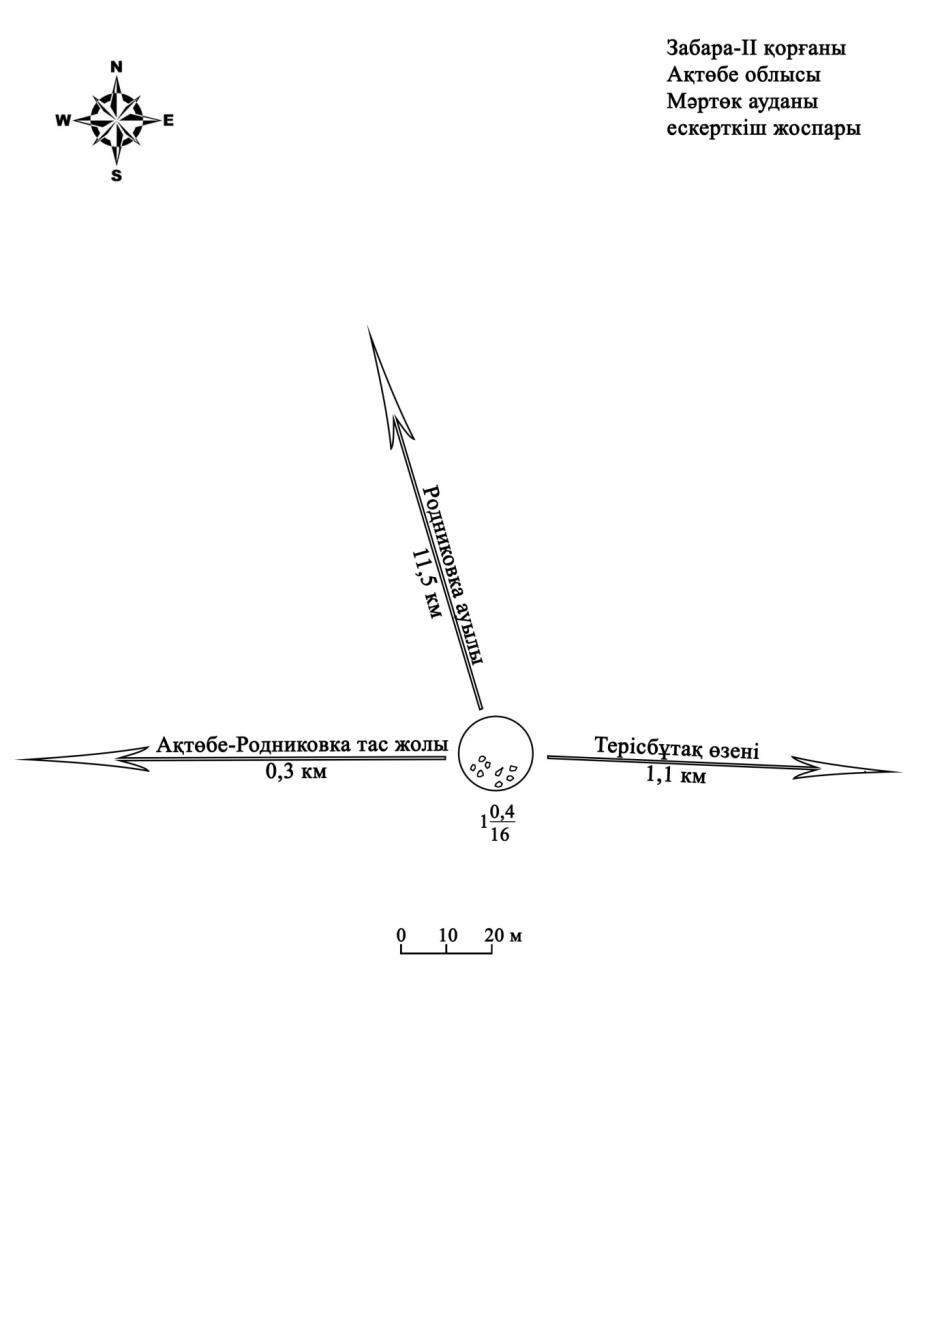 Забара-ІІ қорғаны
Ақтөбе облысы
Мәртөк ауданы
ескерткіш жоспары
N
W E
S
Родниковка ауылы
11,5 км
Ақтөбе-Родниковка тас жолы
0,3 км
Терісбұтақ өзені
1,1 км
1 0,4/16
0 10 20 м